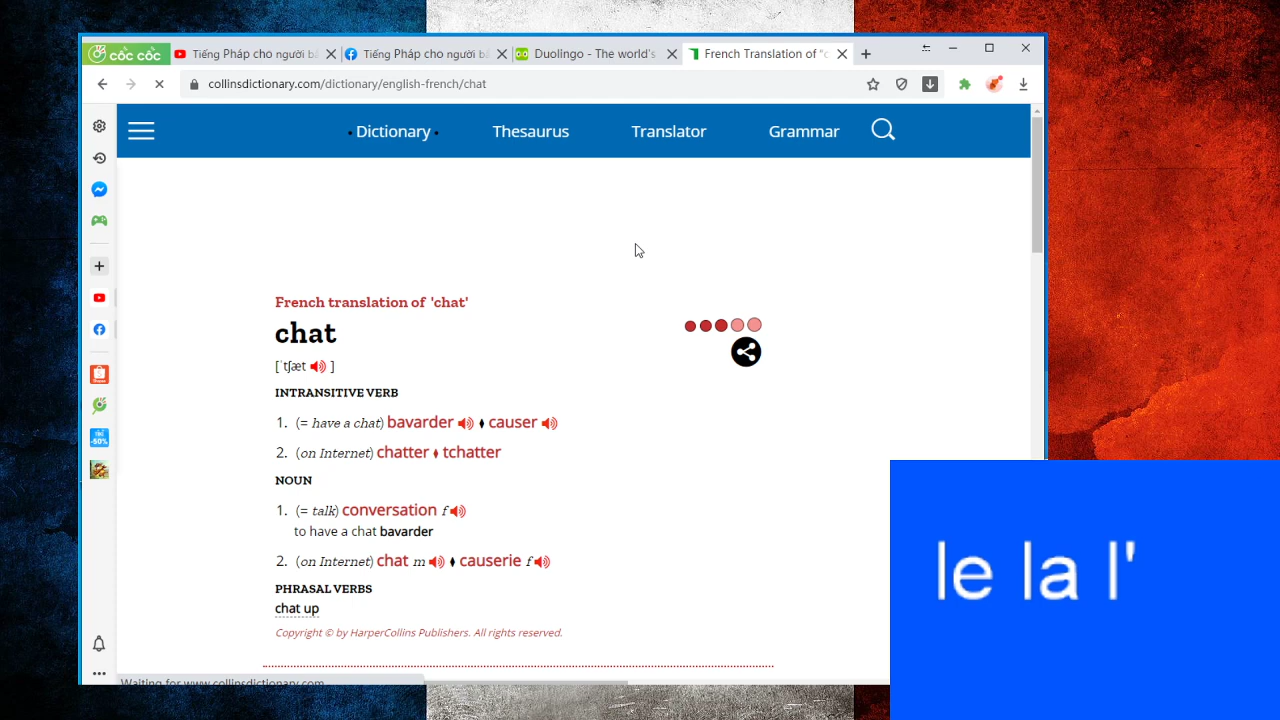 cốc cốc
Tiếng Pháp cho người bắ
Tiếng Pháp cho người bắ
Duolingo - The world's
French Translation of "c
collinsdictionary.com/dictionary/english-french/chat
Dictionary
Thesaurus
Translator
Grammar
French translation of 'chat'
chat
[ˈtʃæt ]
INTRANSITIVE VERB
1. (= have a chat) bavarder ♦ causer
2. (on Internet) chatter ♦ tchatter
NOUN
1. (= talk) conversation f
to have a chat bavarder
2. (on Internet) chat m ♦ causerie f
PHRASAL VERBS
chat up
Copyright © by HarperCollins Publishers. All rights reserved.
Waiting for www.collinsdictionary.com
-50%
le la l'